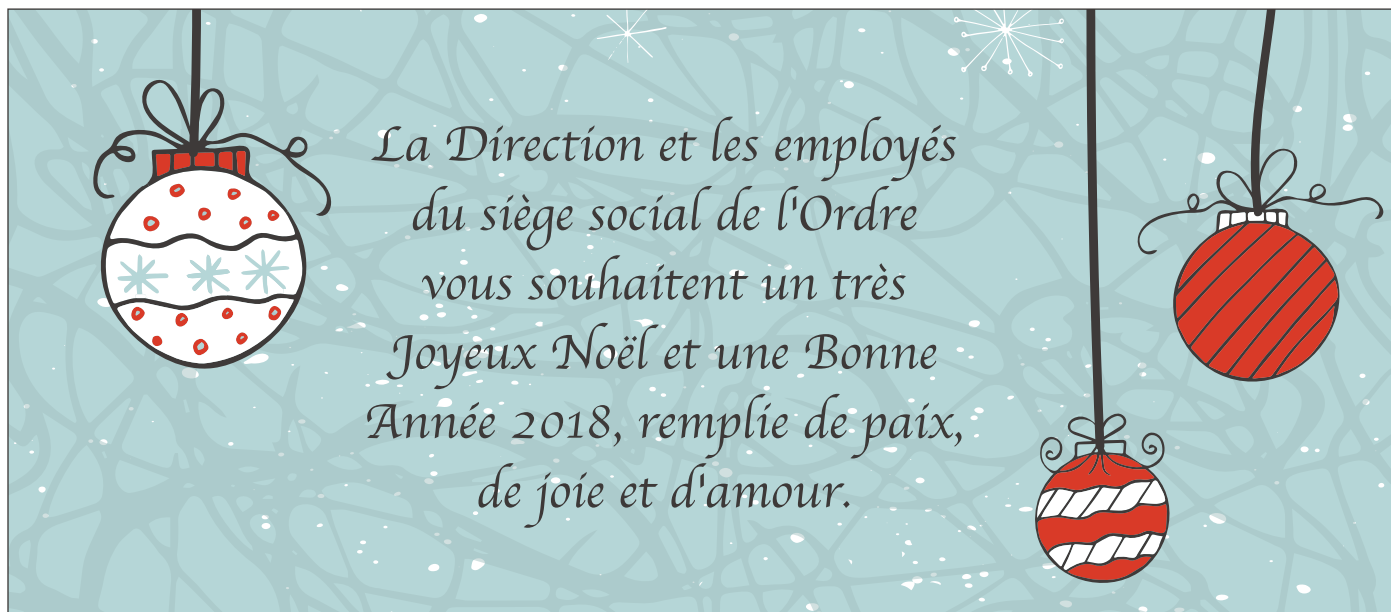 La Direction et les employés
du siège social de l'Ordre
vous souhaitent un très
Joyeux Noël et une Bonne
Année 2018, remplie de paix,
de joie et d'amour.